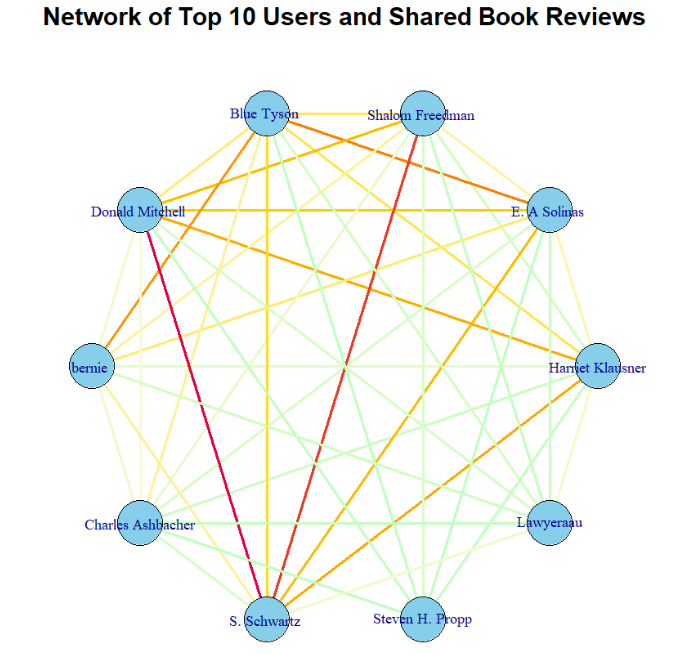 Network of Top 10 Users and Shared Book Reviews
Blue Tyson
Shalom Freedman
Donald Mitchell
E. A Solinas
bernie
Harriet Klausner
Charles Ashbacher
Lawyeraau
S. Schwartz
Steven H. Propp